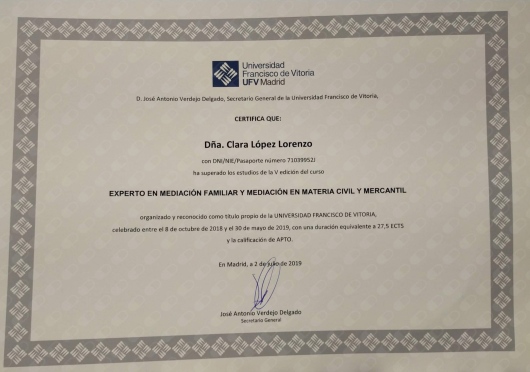 Universidad
Francisco de Vitoria
UFV Madrid
D. José Antonio Verdejo Delgado, Secretario General de la Universidad Francisco de Vitoria,
CERTIFICA QUE:
Dña. Clara López Lorenzo
con DNI/NIE/Pasaporte número 71039952J
ha superado los estudios de la V edición del curso
EXPERTO EN MEDIACIÓN FAMILIAR Y MEDIACIÓN EN MATERIA CIVIL Y MERCANTIL
organizado y reconocido como título propio de la UNIVERSIDAD FRANCISCO DE VITORIA,
celebrado entre el 8 de octubre de 2018 y el 30 de mayo de 2019, con una duración equivalente a 27,5 ECTS
y la calificación de APTO.
En Madrid, a 2 de julio de 2019
José Antonio Verdejo Delgado
Secretario General